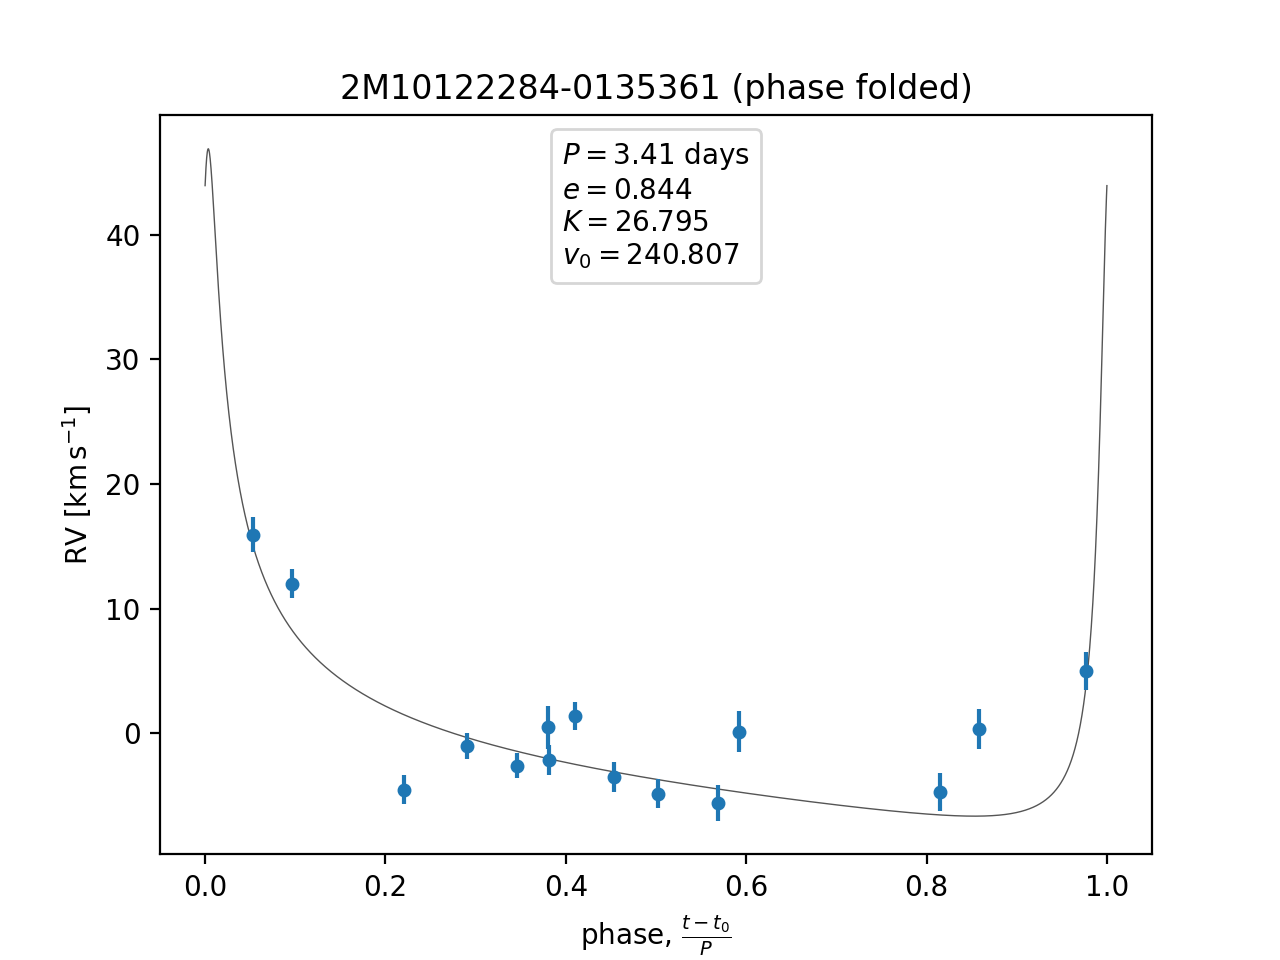 2M10122284-0135361 (phase folded)
P = 3.41 days
e = 0.844
K = 26.795
v₀ = 240.807
40
30
20
10
0
RV [km s⁻¹]
0.0 0.2 0.4 0.6 0.8 1.0
phase, (t − t₀)/P